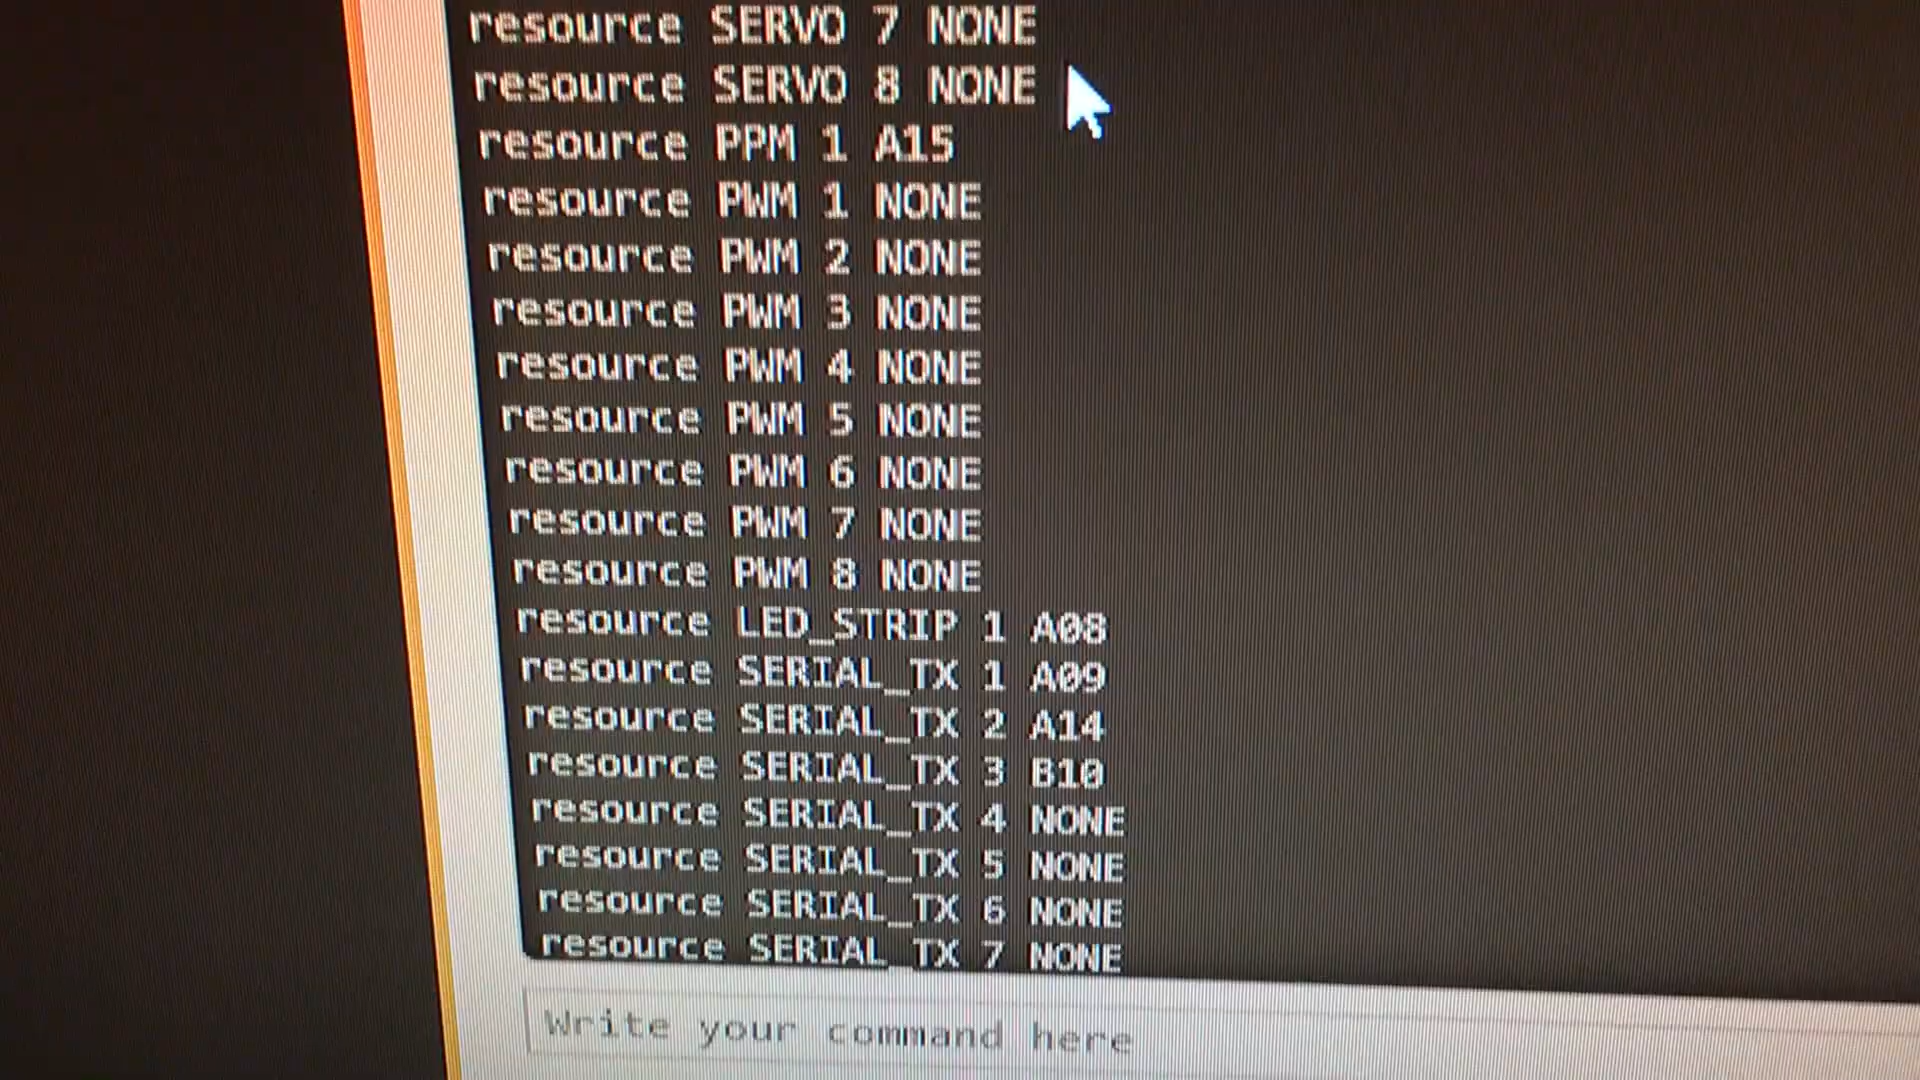 resource SERVO 7 NONE
resource SERVO 8 NONE
resource PPM 1 A15
resource PWM 1 NONE
resource PWM 2 NONE
resource PWM 3 NONE
resource PWM 4 NONE
resource PWM 5 NONE
resource PWM 6 NONE
resource PWM 7 NONE
resource PWM 8 NONE
resource LED_STRIP 1 A08
resource SERIAL_TX 1 A09
resource SERIAL_TX 2 A14
resource SERIAL_TX 3 B10
resource SERIAL_TX 4 NONE
resource SERIAL_TX 5 NONE
resource SERIAL_TX 6 NONE
resource SERIAL_TX 7 NONE
Write your command here